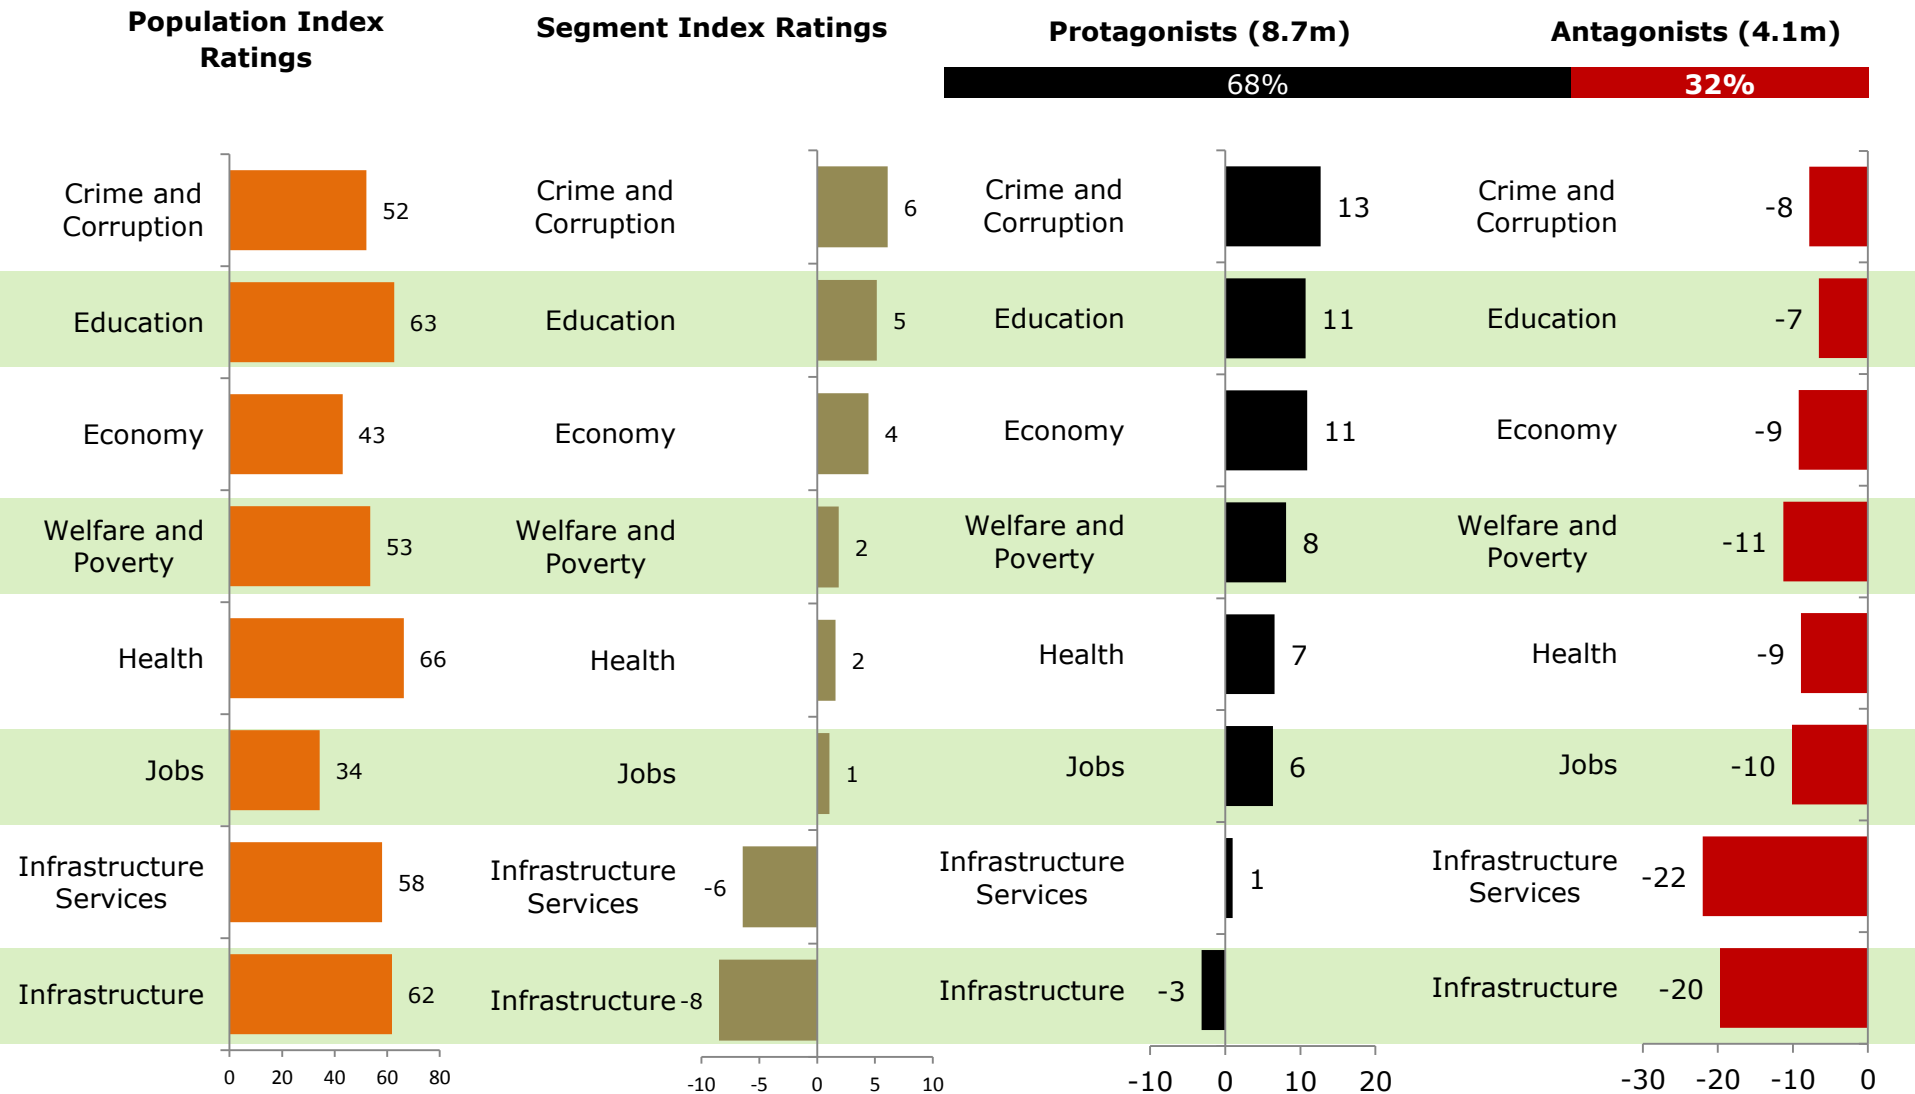 Population Index
Ratings
Segment Index Ratings
Protagonists (8.7m)
Antagonists (4.1m)
68%
32%
Crime and
Corruption
52
Education
63
Economy
43
Welfare and
Poverty
53
Health
66
Jobs
34
Infrastructure
Services
58
Infrastructure
62
0 20 40 60 80
Crime and
Corruption
6
Education
5
Economy
4
Welfare and
Poverty
2
Health
2
Jobs
1
Infrastructure
Services
-6
Infrastructure
-8
-10 -5 0 5 10
Crime and
Corruption
13
Education
11
Economy
11
Welfare and
Poverty
8
Health
7
Jobs
6
Infrastructure
Services
1
Infrastructure
-3
-10 0 10 20
Crime and
Corruption
-8
Education
-7
Economy
-9
Welfare and
Poverty
-11
Health
-9
Jobs
-10
Infrastructure
Services
-22
Infrastructure
-20
-30 -20 -10 0